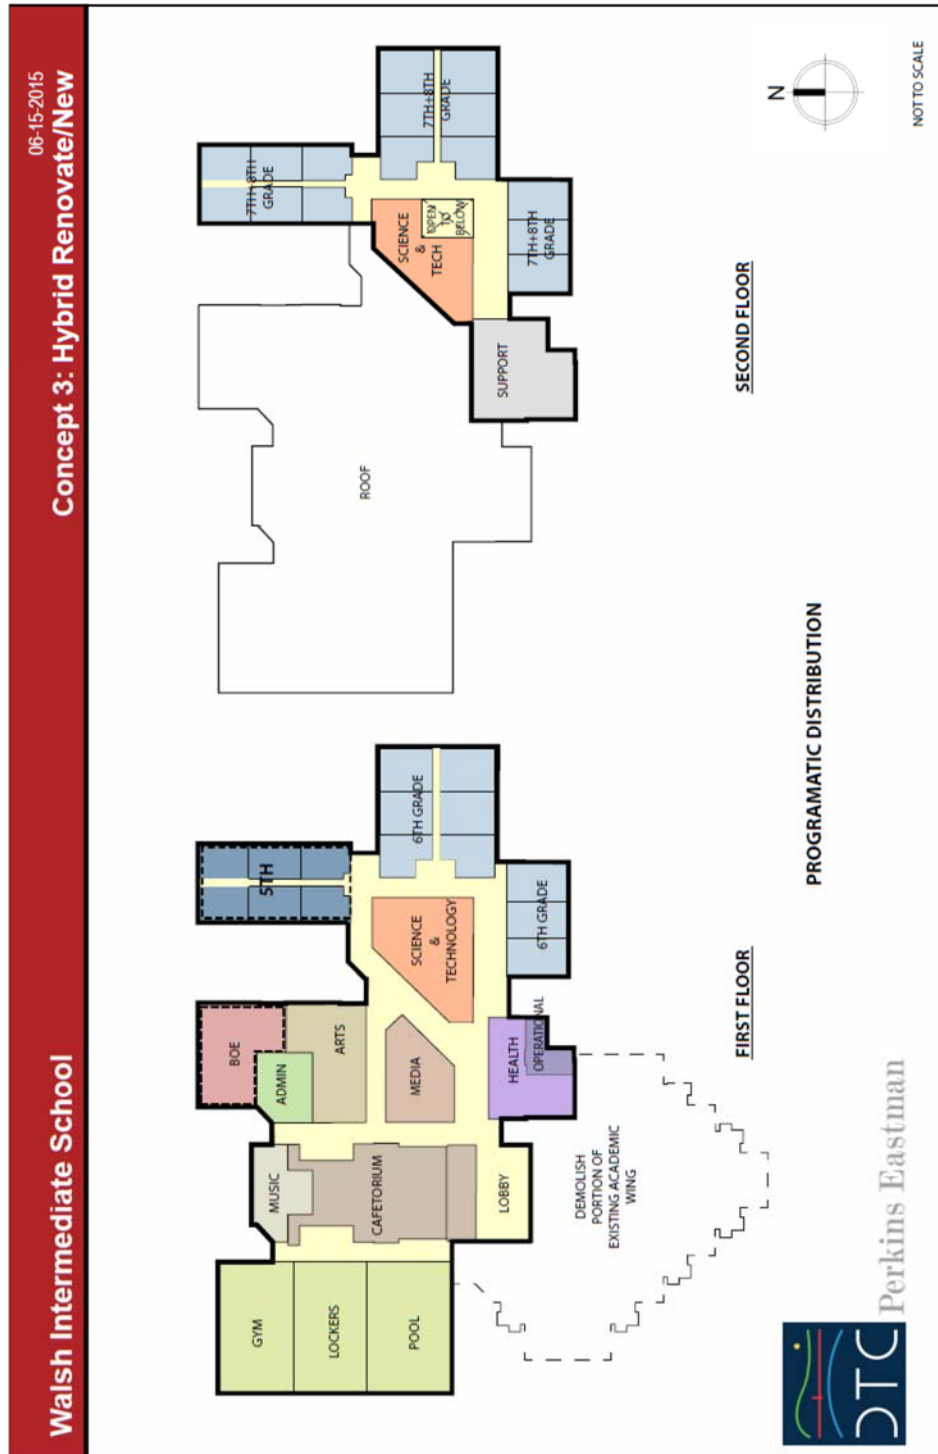 Walsh Intermediate School
06-15-2015
Concept 3: Hybrid Renovate/New
GYM
LOCKERS
POOL
MUSIC
CAFETORIUM
LOBBY
BOE
ADMIN
ARTS
MEDIA
HEALTH
OPERATIONAL
5TH
SCIENCE
&
TECHNOLOGY
6TH GRADE
6TH GRADE
DEMOLISH
PORTION OF
EXISTING ACADEMIC
WING
FIRST FLOOR
ROOF
SUPPORT
SCIENCE
&
TECH
OPEN
TO
BELOW
7TH+8TH
GRADE
7TH+8TH
GRADE
7TH+8TH
GRADE
SECOND FLOOR
PROGRAMATIC DISTRIBUTION
N
NOT TO SCALE
DTC
Perkins Eastman